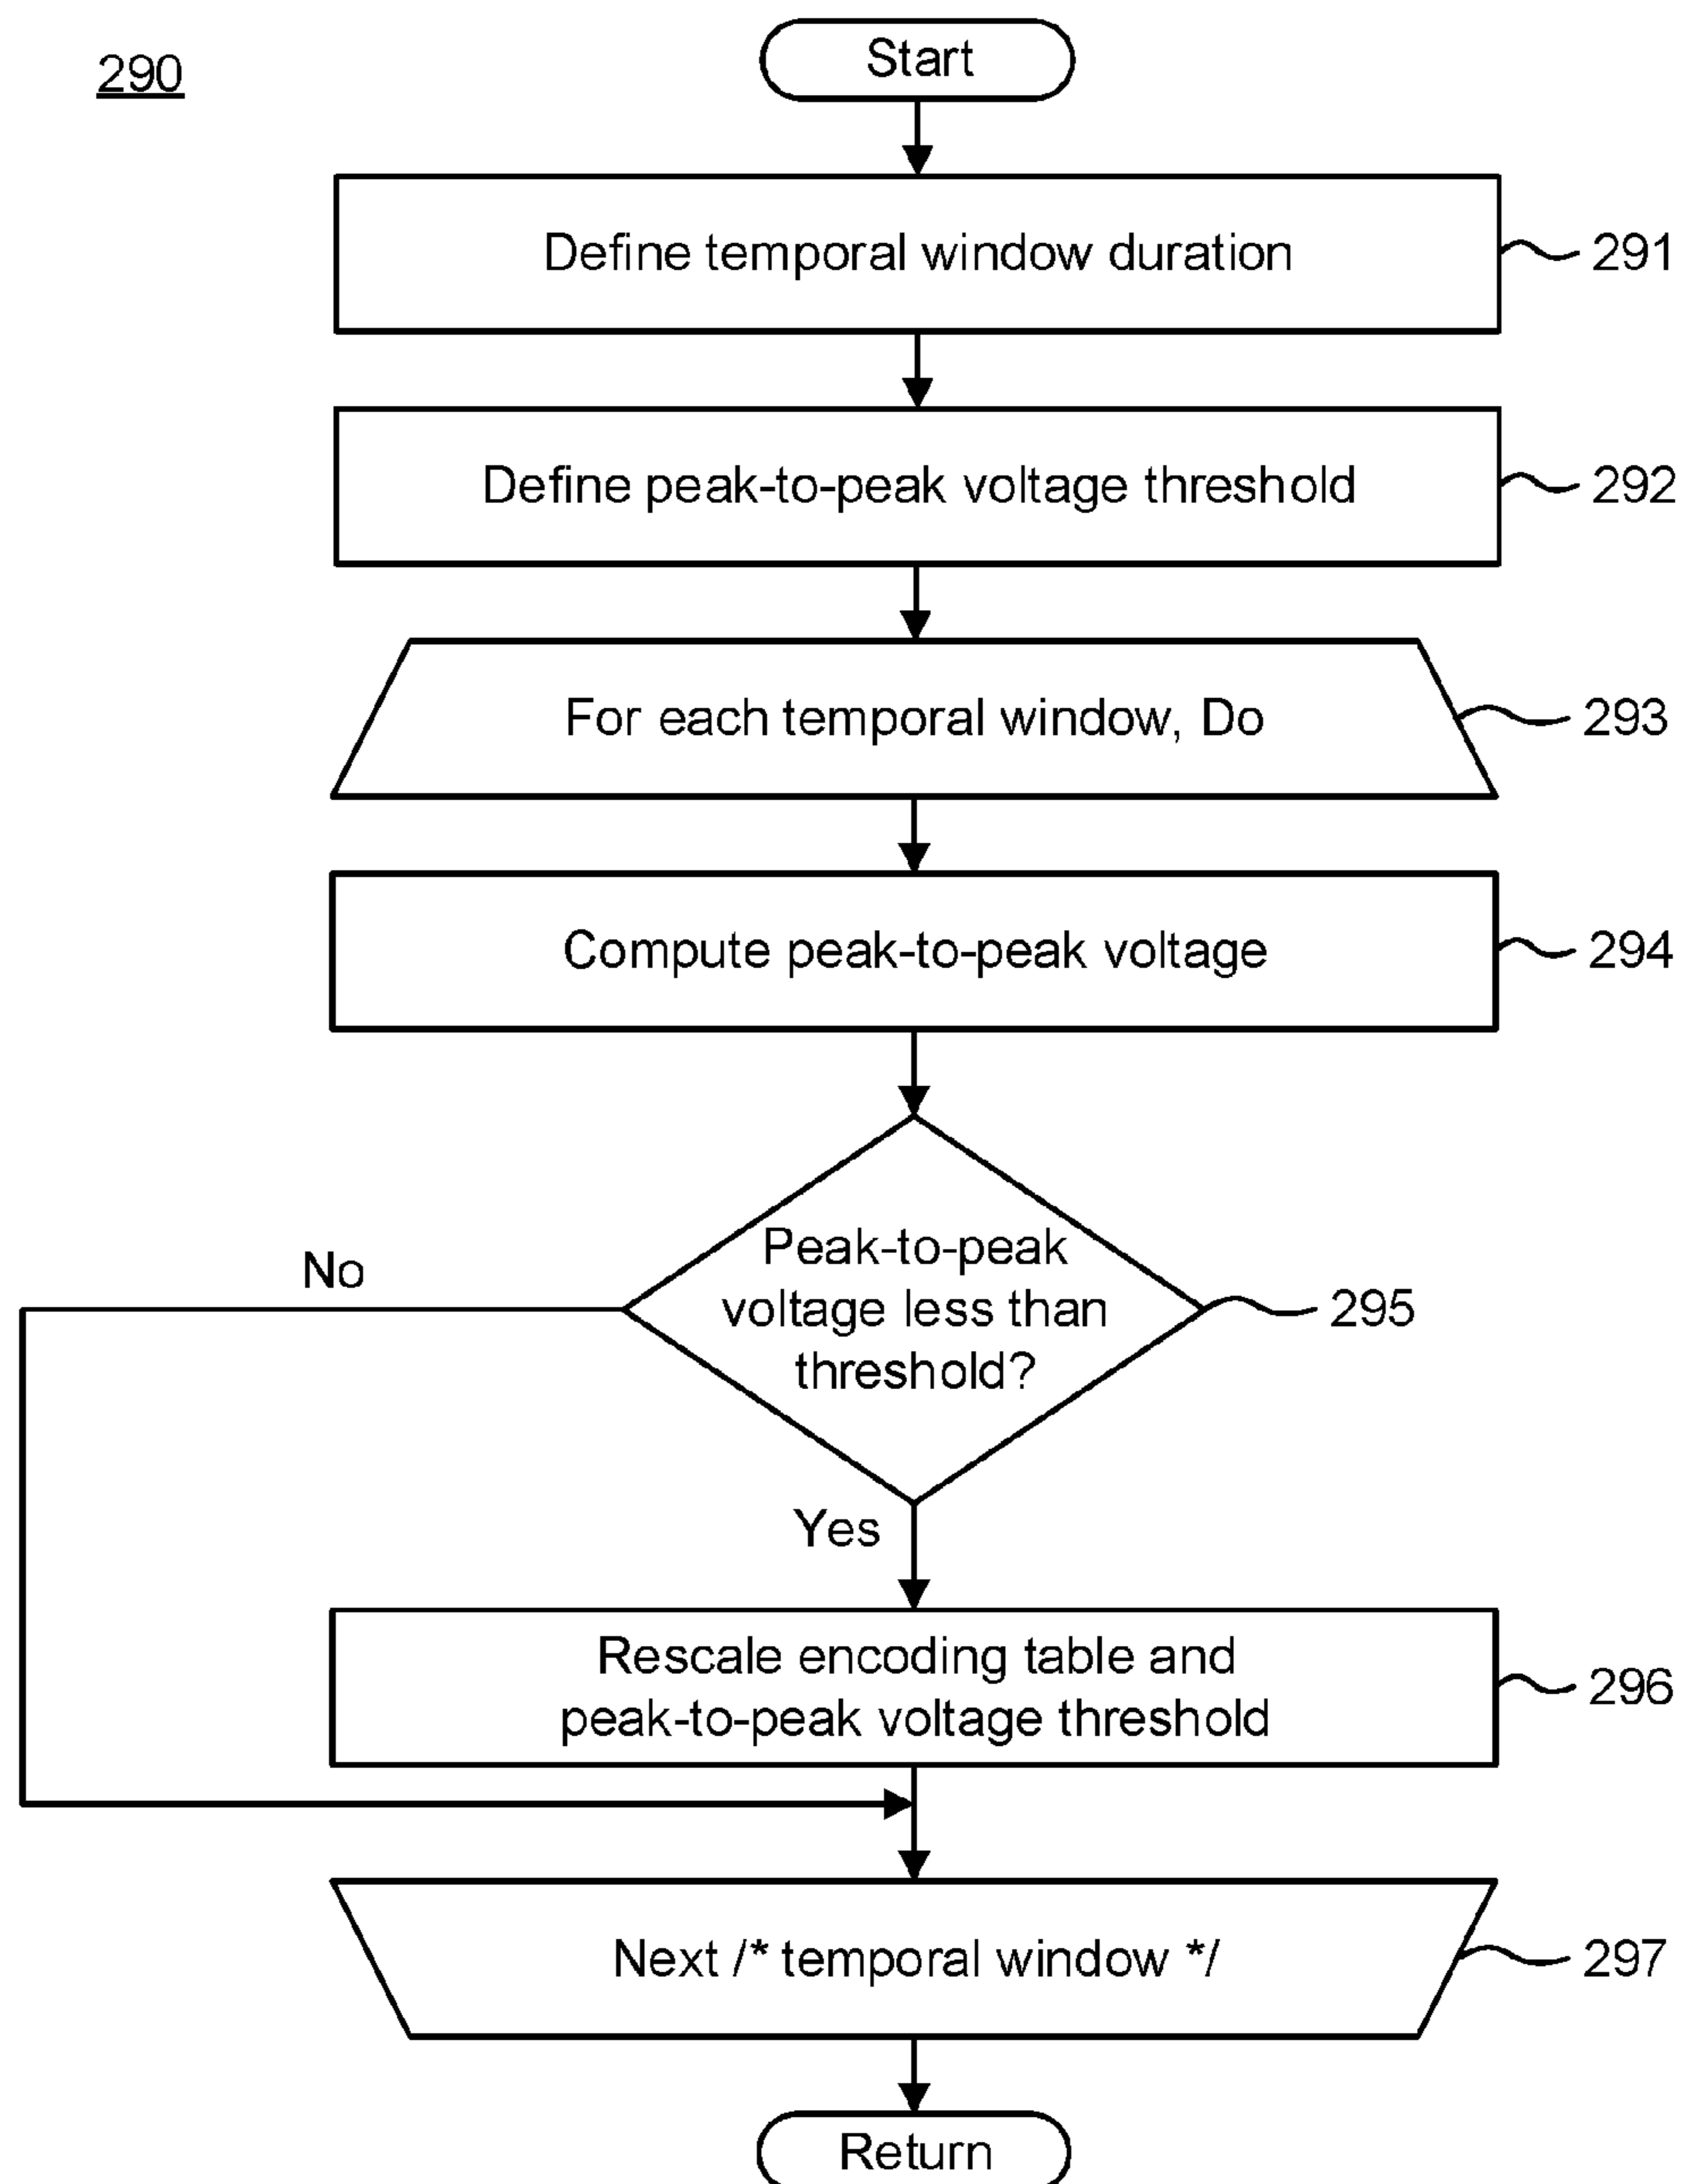 290
Start
Define temporal window duration
291
Define peak-to-peak voltage threshold
292
For each temporal window, Do
293
Compute peak-to-peak voltage
294
Peak-to-peak
voltage less than
threshold?
295
No
Yes
Rescale encoding table and
peak-to-peak voltage threshold
296
Next /* temporal window */
297
Return